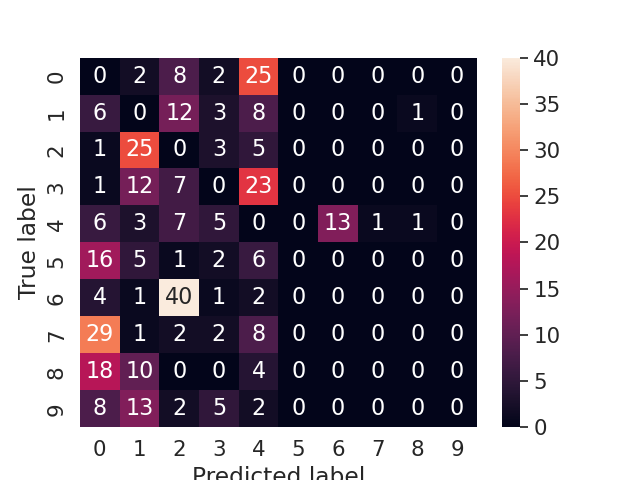 0 0 2 8 2 25 0 0 0 0 0
1 6 0 12 3 8 0 0 0 1 0
2 1 25 0 3 5 0 0 0 0 0
3 1 12 7 0 23 0 0 0 0 0
4 6 3 7 5 0 0 13 1 1 0
5 16 5 1 2 6 0 0 0 0 0
6 4 1 40 1 2 0 0 0 0 0
7 29 1 2 2 8 0 0 0 0 0
8 18 10 0 0 4 0 0 0 0 0
9 8 13 2 5 2 0 0 0 0 0
0 1 2 3 4 5 6 7 8 9
Predicted label
True label
40
35
30
25
20
15
10
5
0